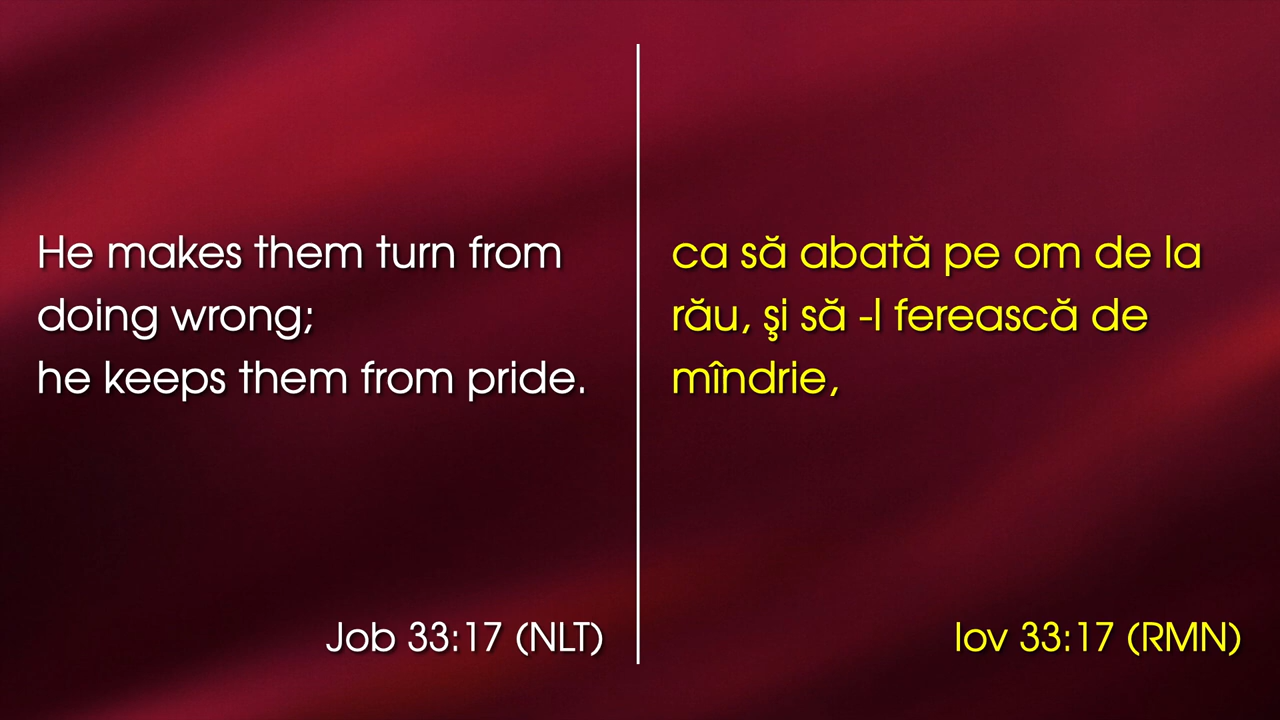 He makes them turn from
doing wrong;
he keeps them from pride.
Job 33:17 (NLT)
ca să abată pe om de la
rău, şi să -l ferească de
mîndrie,
Iov 33:17 (RMN)